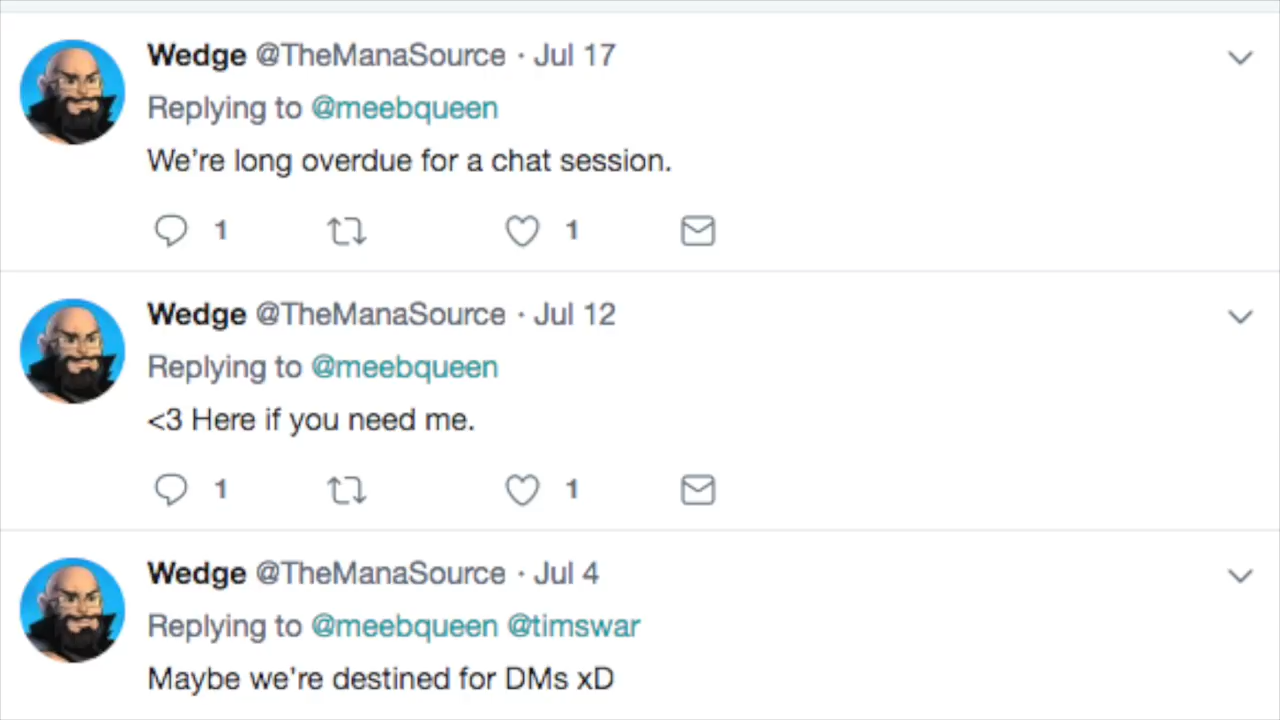 Wedge @TheManaSource · Jul 17
Replying to @meebqueen
We're long overdue for a chat session.
1 1
Wedge @TheManaSource · Jul 12
Replying to @meebqueen
<3 Here if you need me.
1 1
Wedge @TheManaSource · Jul 4
Replying to @meebqueen @timswar
Maybe we're destined for DMs xD